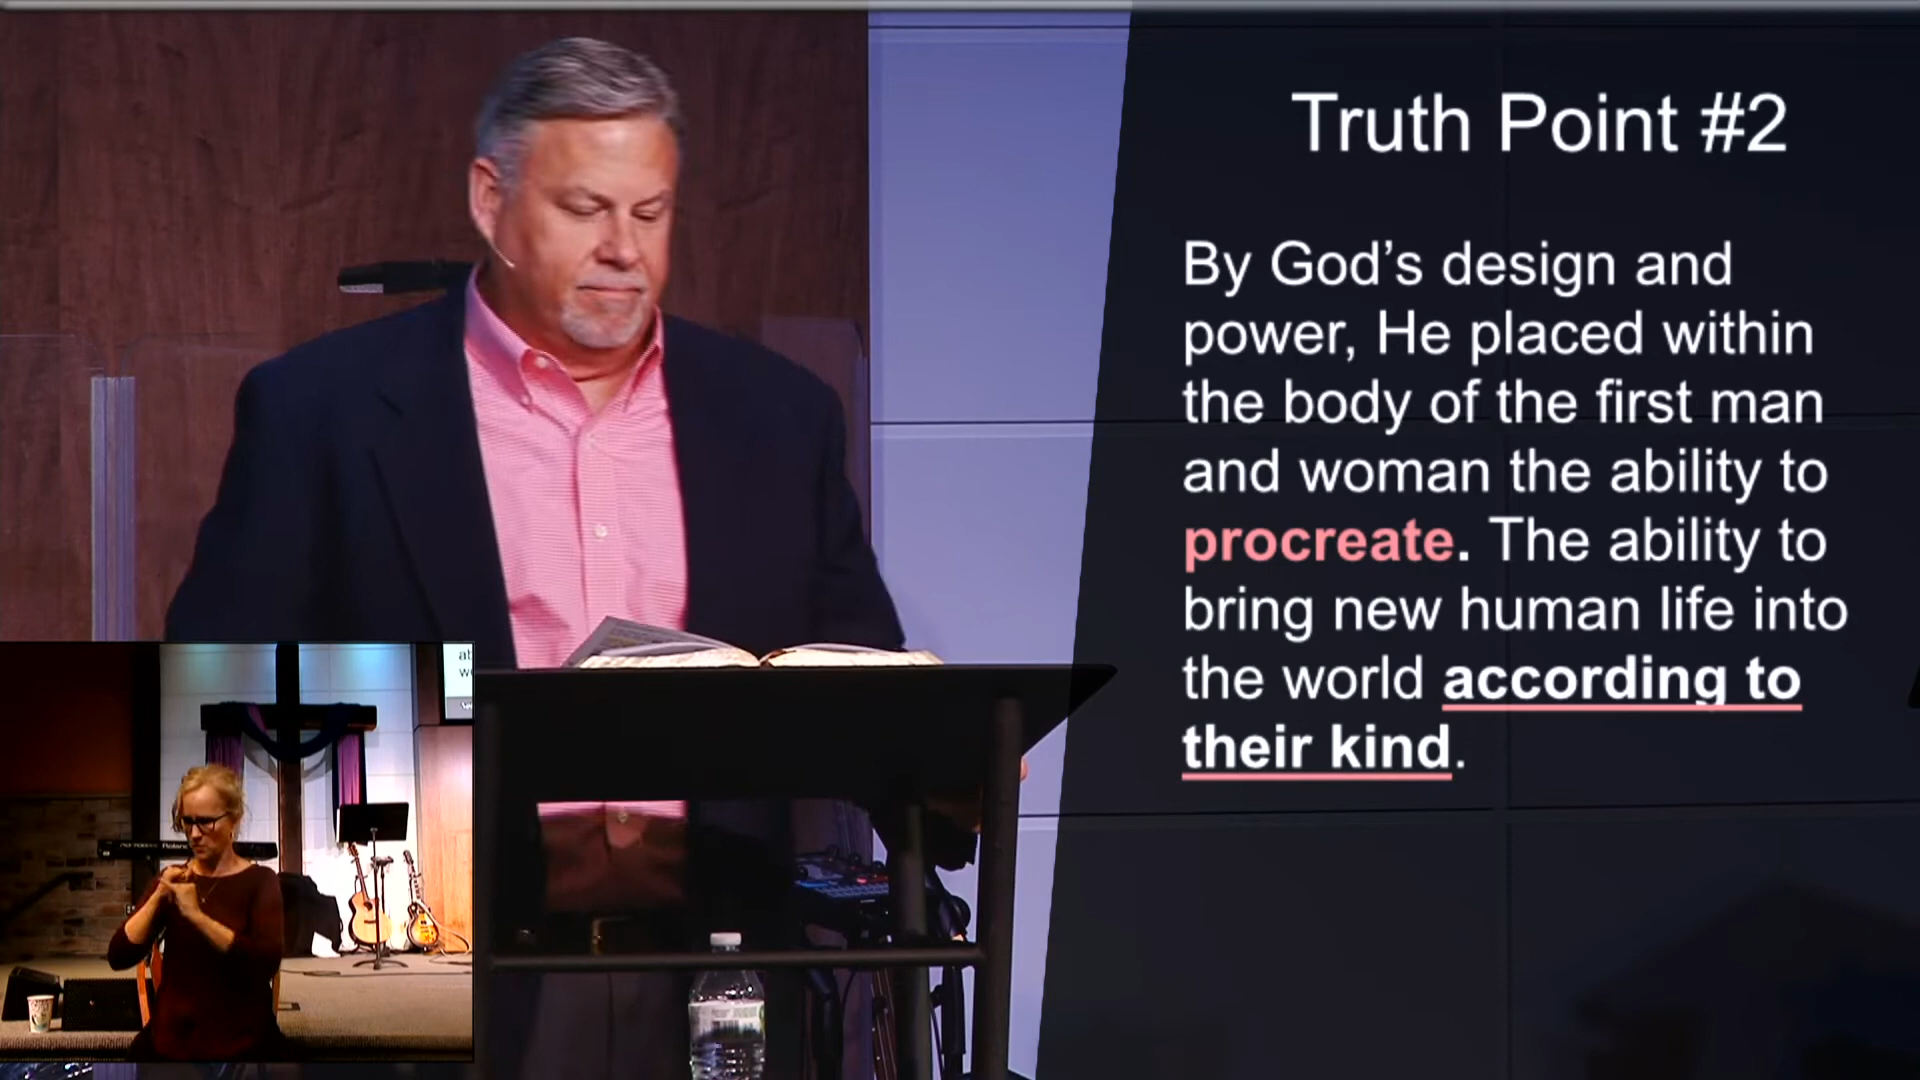 Truth Point #2
By God’s design and
power, He placed within
the body of the first man
and woman the ability to
procreate. The ability to
bring new human life into
the world according to
their kind.
Roland